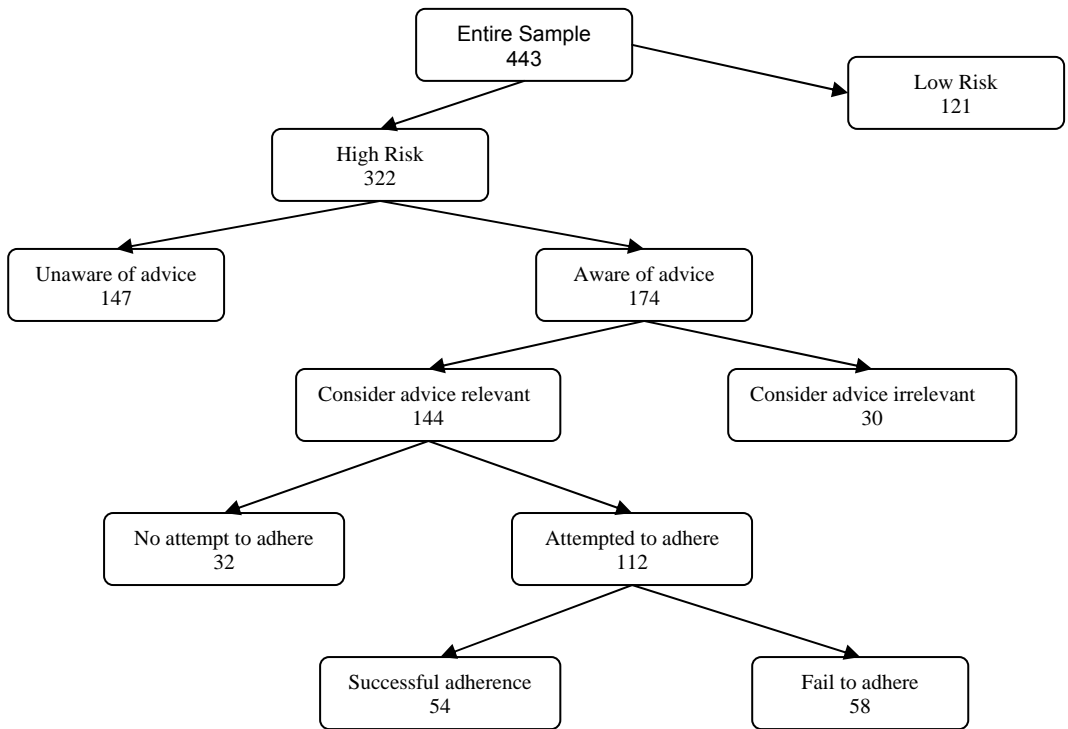 Entire Sample
443
Low Risk
121
High Risk
322
Unaware of advice
147
Aware of advice
174
Consider advice relevant
144
Consider advice irrelevant
30
No attempt to adhere
32
Attempted to adhere
112
Successful adherence
54
Fail to adhere
58